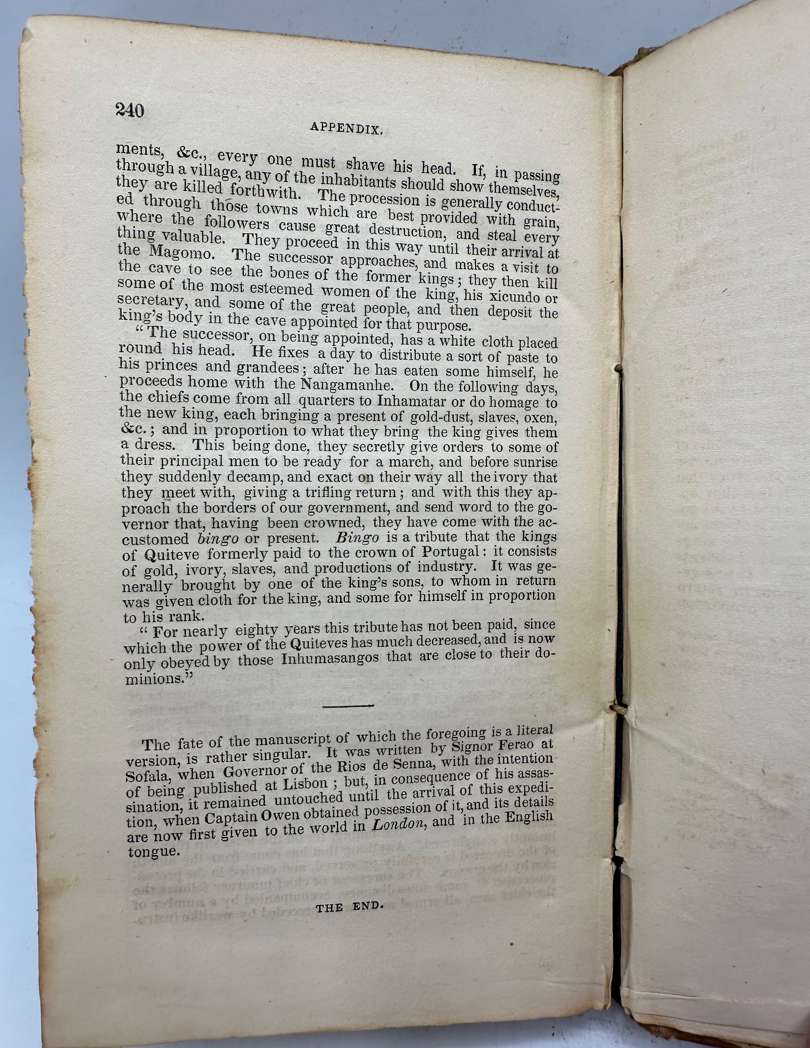 240
APPENDIX.
ments, &c., every one must shave his head. If, in passing
through a village, any of the inhabitants should show themselves,
they are killed forthwith. The procession is generally conduct-
ed through those towns which are best provided with grain,
where the followers cause great destruction, and steal every
thing valuable. They proceed in this way until their arrival at
the Magomo. The successor approaches, and makes a visit to
the cave to see the bones of the former kings; they then kill
some of the most esteemed women of the king, his xicundo or
secretary, and some of the great people, and then deposit the
king's body in the cave appointed for that purpose.
"The successor, on being appointed, has a white cloth placed
round his head. He fixes a day to distribute a sort of paste to
his princes and grandees; after he has eaten some himself, he
proceeds home with the Nangamanhe. On the following days,
the chiefs come from all quarters to Inhamatar or do homage to
the new king, each bringing a present of gold-dust, slaves, oxen,
&c.; and in proportion to what they bring the king gives them
a dress. This being done, they secretly give orders to some of
their principal men to be ready for a march, and before sunrise
they suddenly decamp, and exact on their way all the ivory that
they meet with, giving a trifling return; and with this they ap-
proach the borders of our government, and send word to the go-
vernor that, having been crowned, they have come with the ac-
customed bingo or present. Bingo is a tribute that the kings
of Quiteve formerly paid to the crown of Portugal: it consists
of gold, ivory, slaves, and productions of industry. It was ge-
nerally brought by one of the king's sons, to whom in return
was given cloth for the king, and some for himself in proportion
to his rank.
"For nearly eighty years this tribute has not been paid, since
which the power of the Quiteves has much decreased, and is now
only obeyed by those Inhumasangos that are close to their do-
minions."
The fate of the manuscript of which the foregoing is a literal
version, is rather singular. It was written by Signor Ferao at
Sofala, when Governor of the Rios de Senna, with the intention
of being published at Lisbon; but, in consequence of his assas-
sination, it remained untouched until the arrival of this expedi-
tion, when Captain Owen obtained possession of it, and its details
are now first given to the world in London, and in the English
tongue.
THE END.